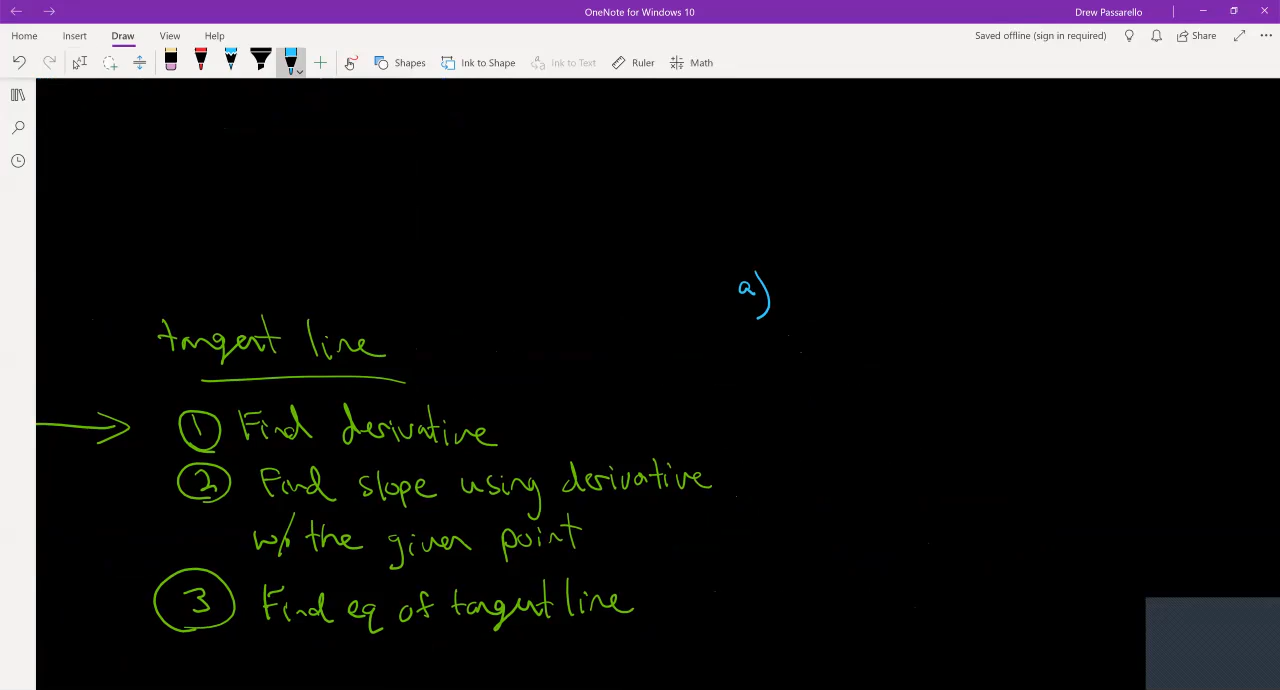 OneNote for Windows 10
Drew Passarello
Home Insert Draw View Help
Saved offline (sign in required)
Share
Shapes
Ink to Shape
Ink to Text
Ruler
Math
a)
tangent line
1 Find derivative
2 Find slope using derivative
w/ the given point
3 Find eq of tangent line